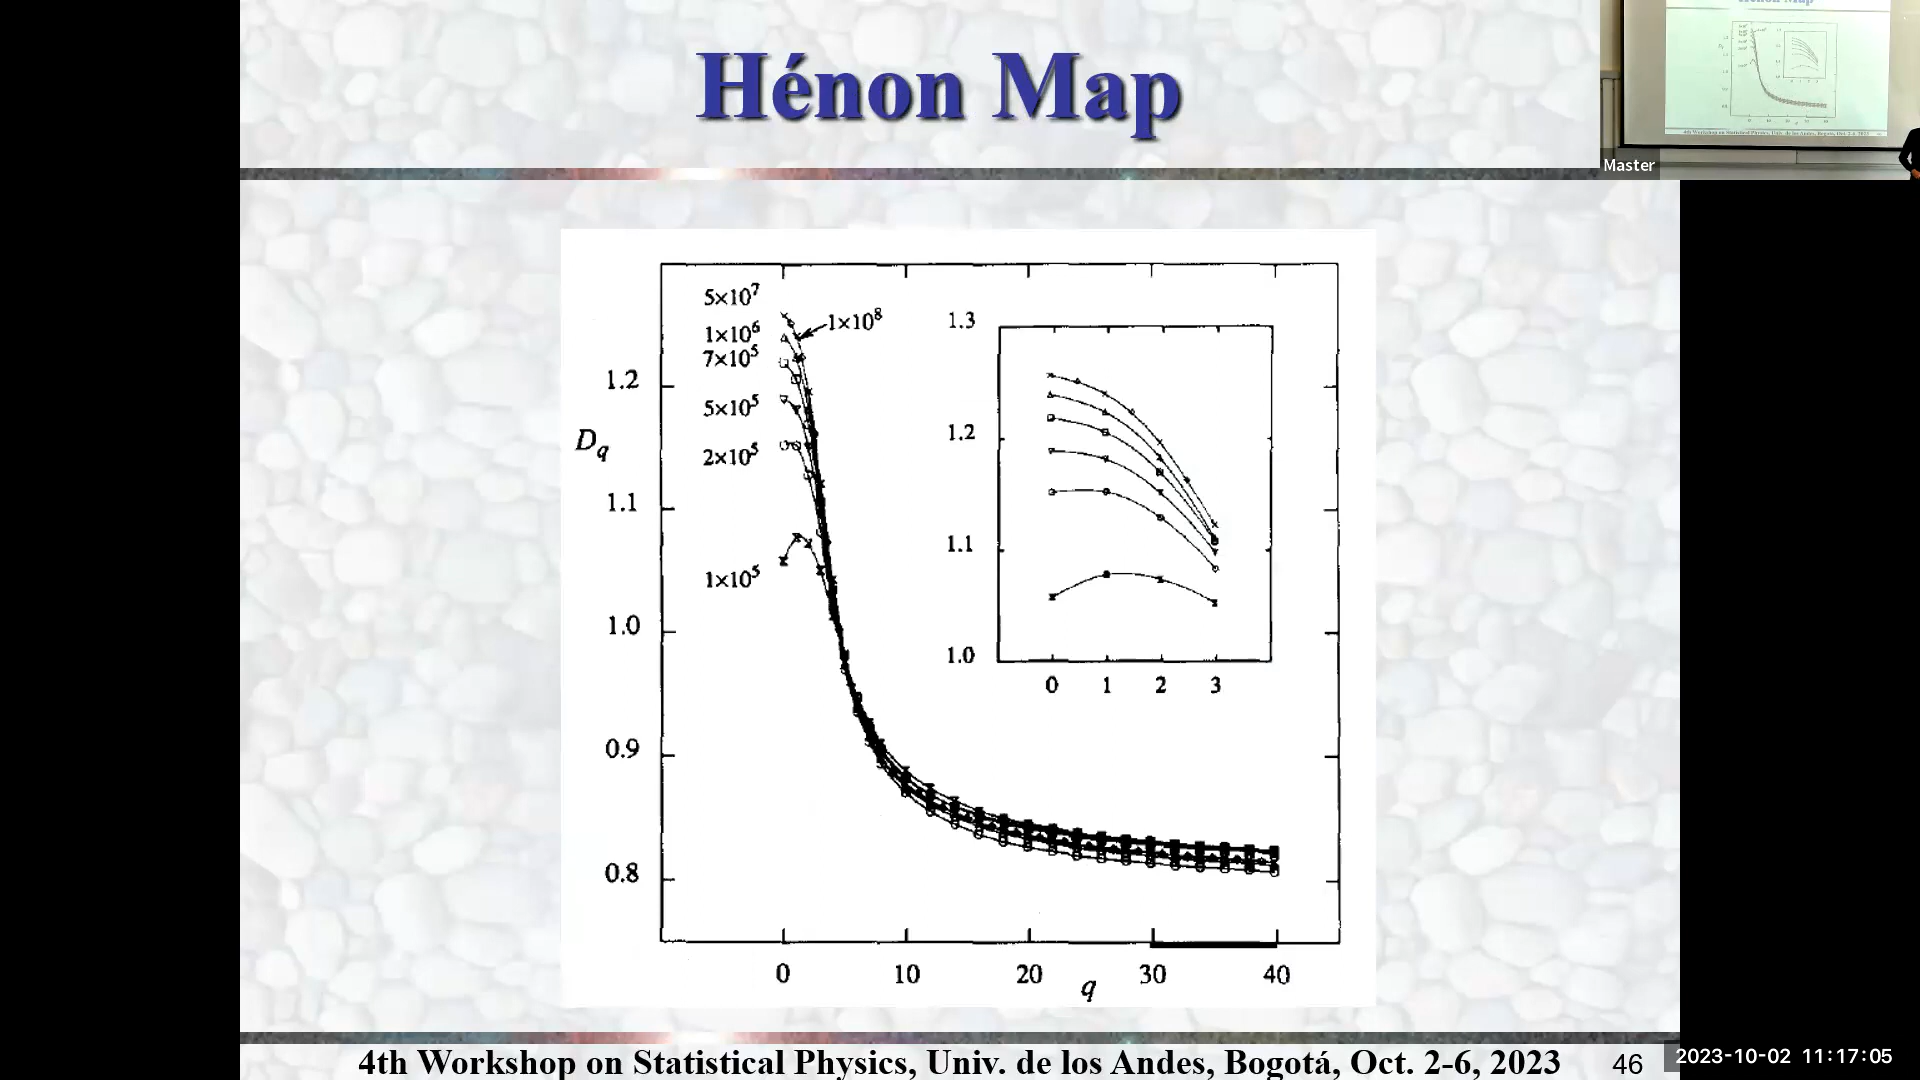 Hénon Map
Master
5×10⁷
1×10⁸
1×10⁶
7×10⁵
5×10⁵
2×10⁵
1×10⁵
1.2
D_q
1.1
1.0
0.9
0.8
0 10 20 30 40
q
1.3
1.2
1.1
1.0
0 1 2 3
4th Workshop on Statistical Physics, Univ. de los Andes, Bogotá, Oct. 2-6, 2023
46
2023-10-02 11:17:05